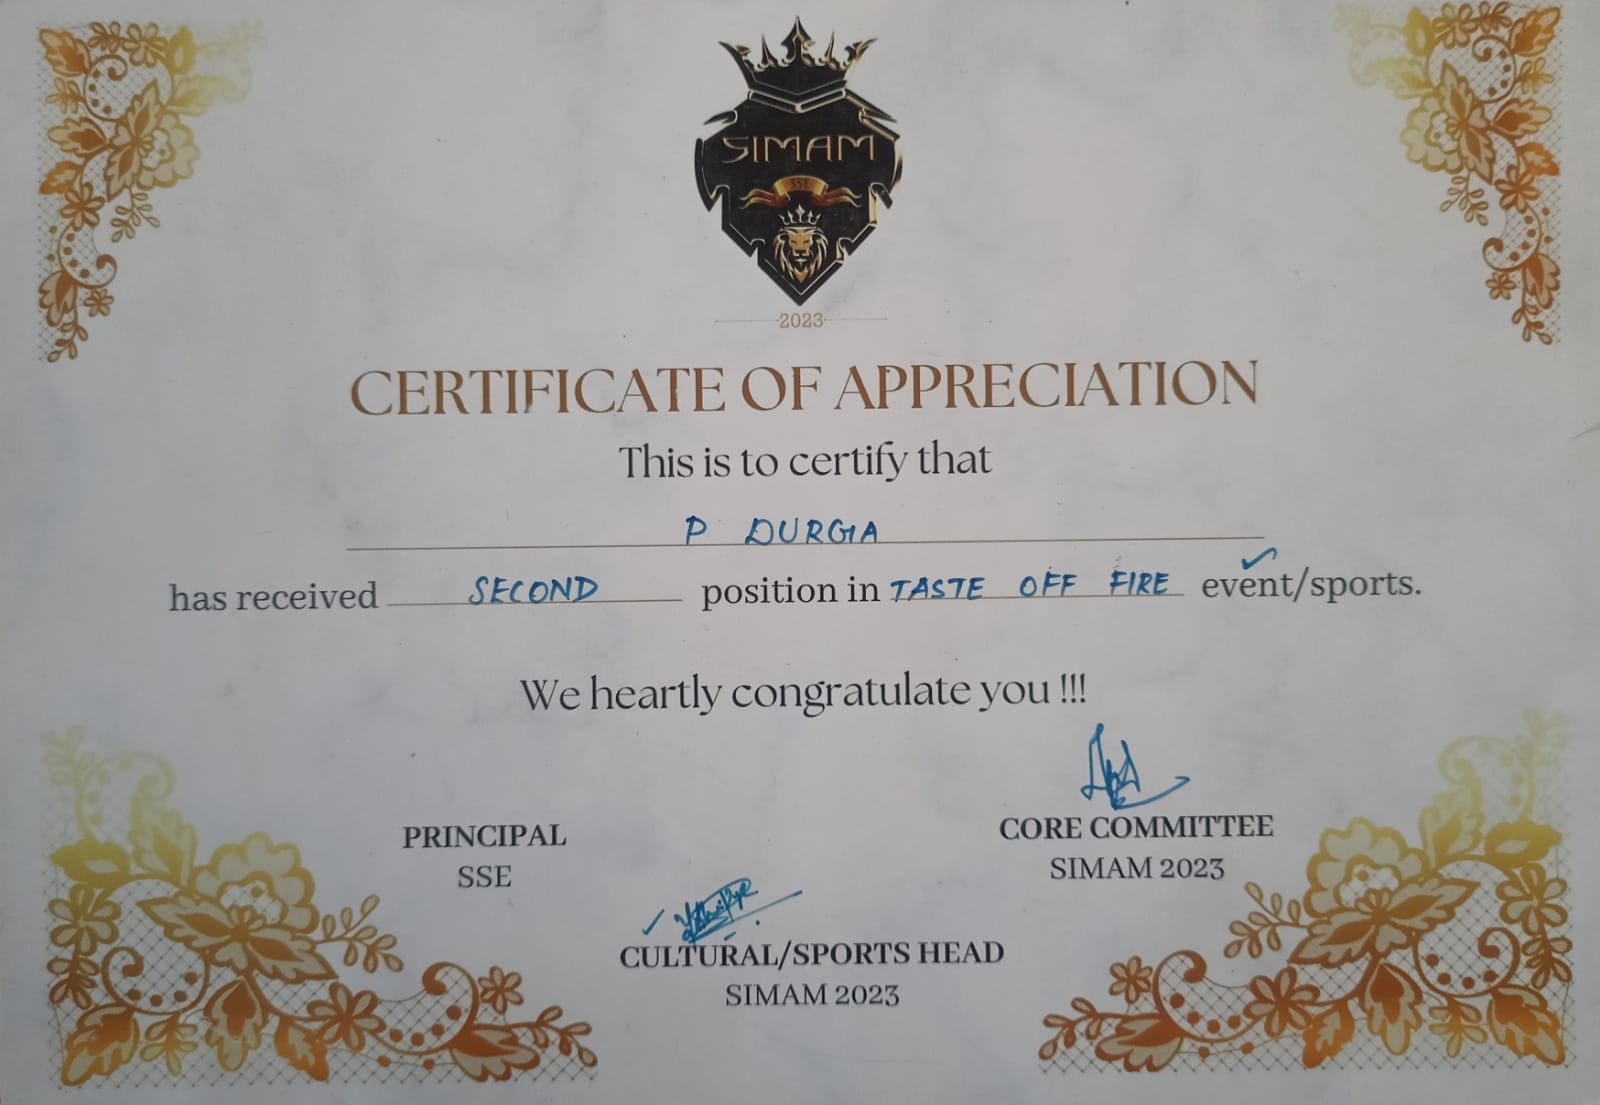 SIMAM
SSE
2023
CERTIFICATE OF APPRECIATION
This is to certify that
P DURGA
has received SECOND position in TASTE OFF FIRE event/sports.
We heartly congratulate you !!!
PRINCIPAL
SSE
CORE COMMITTEE
SIMAM 2023
CULTURAL/SPORTS HEAD
SIMAM 2023